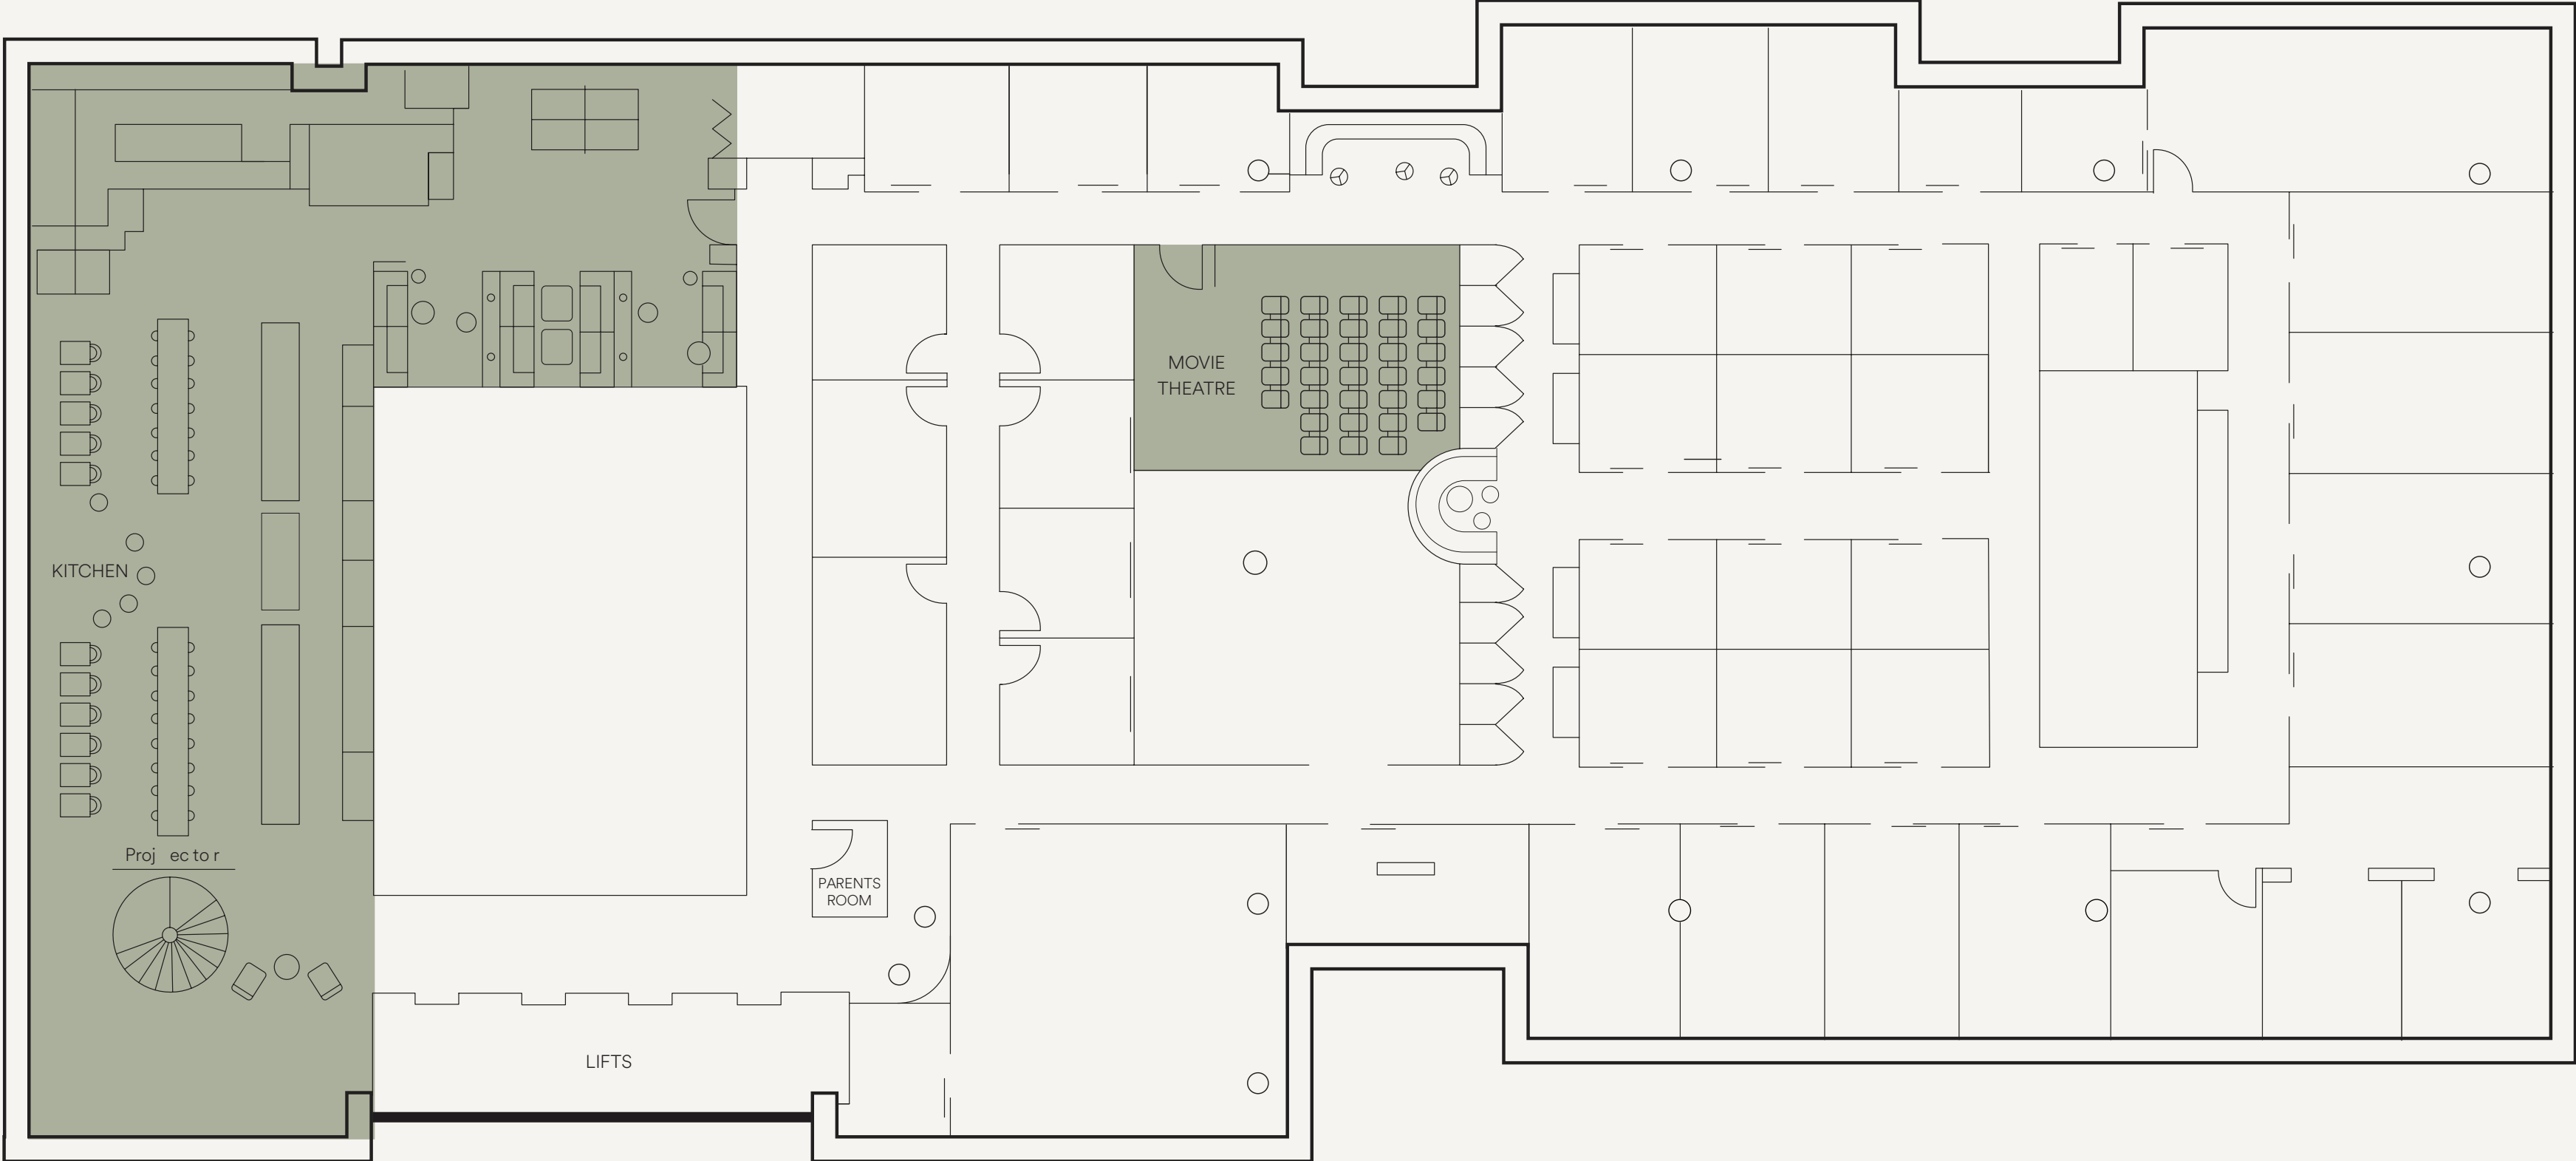 MOVIE
THEATRE
KITCHEN
Proj ec to r
PARENTS
ROOM
LIFTS